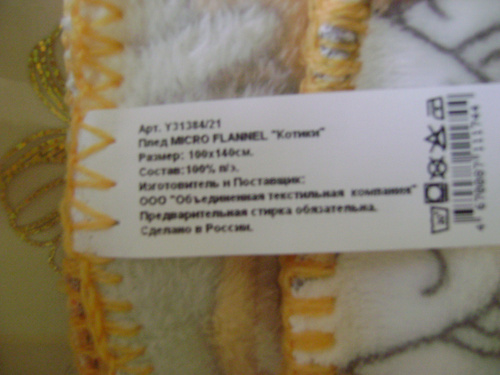 Арт. У31384/21
Плед MICRO FLANNEL "Котики"
Размер: 100х140см.
Состав:100% п/э.
Изготовитель и Поставщик:
ООО "Объединенная текстильная компания"
Предварительная стирка обязательна.
Сделано в России.